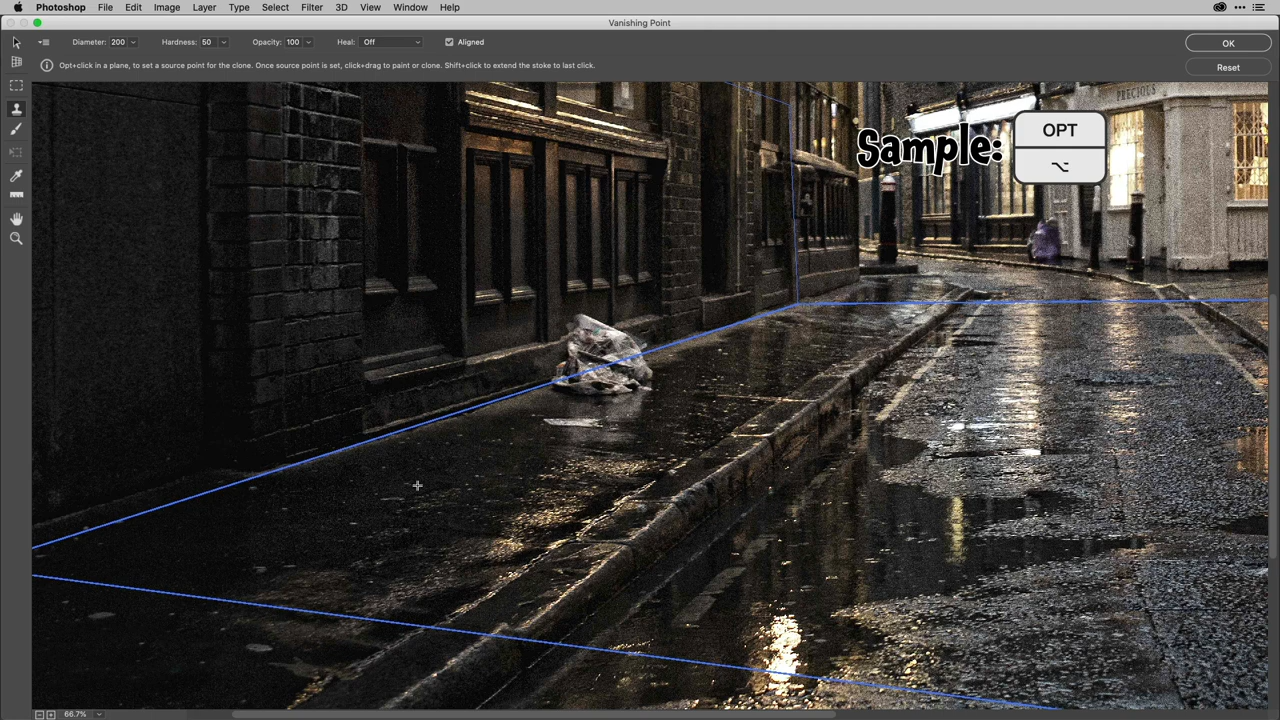 Photoshop File Edit Image Layer Type Select Filter 3D View Window Help
Vanishing Point
Diameter: 200 Hardness: 50 Opacity: 100 Heal: Off Aligned
OK
Opt+click in a plane, to set a source point for the clone. Once source point is set, click+drag to paint or clone. Shift+click to extend the stoke to last click.
Reset
PRECIOUS
Sample: OPT
⌥
66.7%